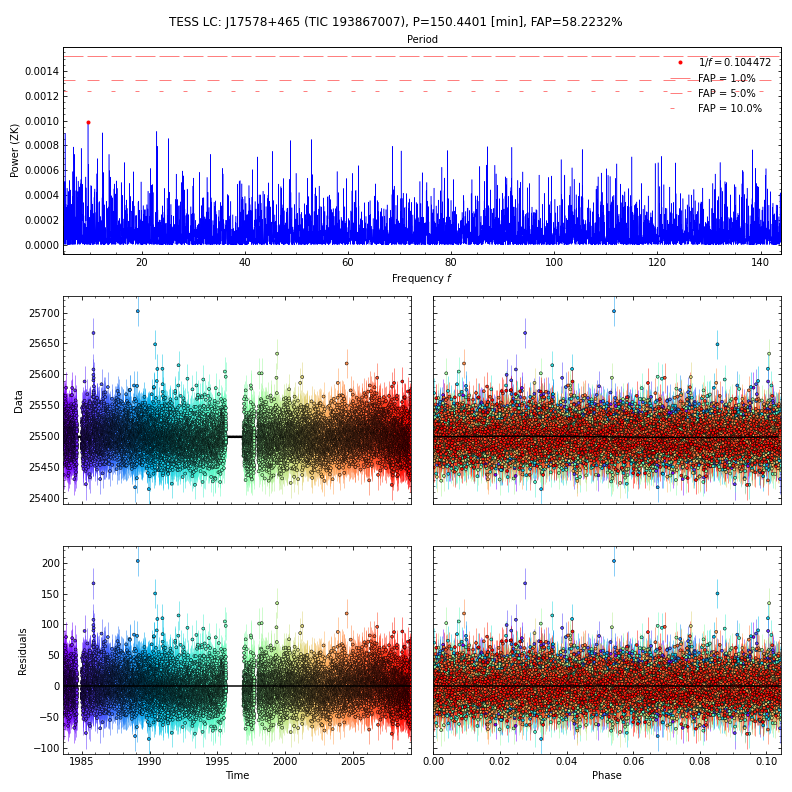 TESS LC: J17578+465 (TIC 193867007), P=150.4401 [min], FAP=58.2232%
Period
Power (ZK)
0.0014
0.0012
0.0010
0.0008
0.0006
0.0004
0.0002
0.0000
1/f=0.104472
FAP = 1.0%
FAP = 5.0%
FAP = 10.0%
20 40 60 80 100 120 140
Frequency f
Data
25700
25650
25600
25550
25500
25450
25400
Residuals
200
150
100
50
0
−50
−100
1985 1990 1995 2000 2005
Time
0.00 0.02 0.04 0.06 0.08 0.10
Phase